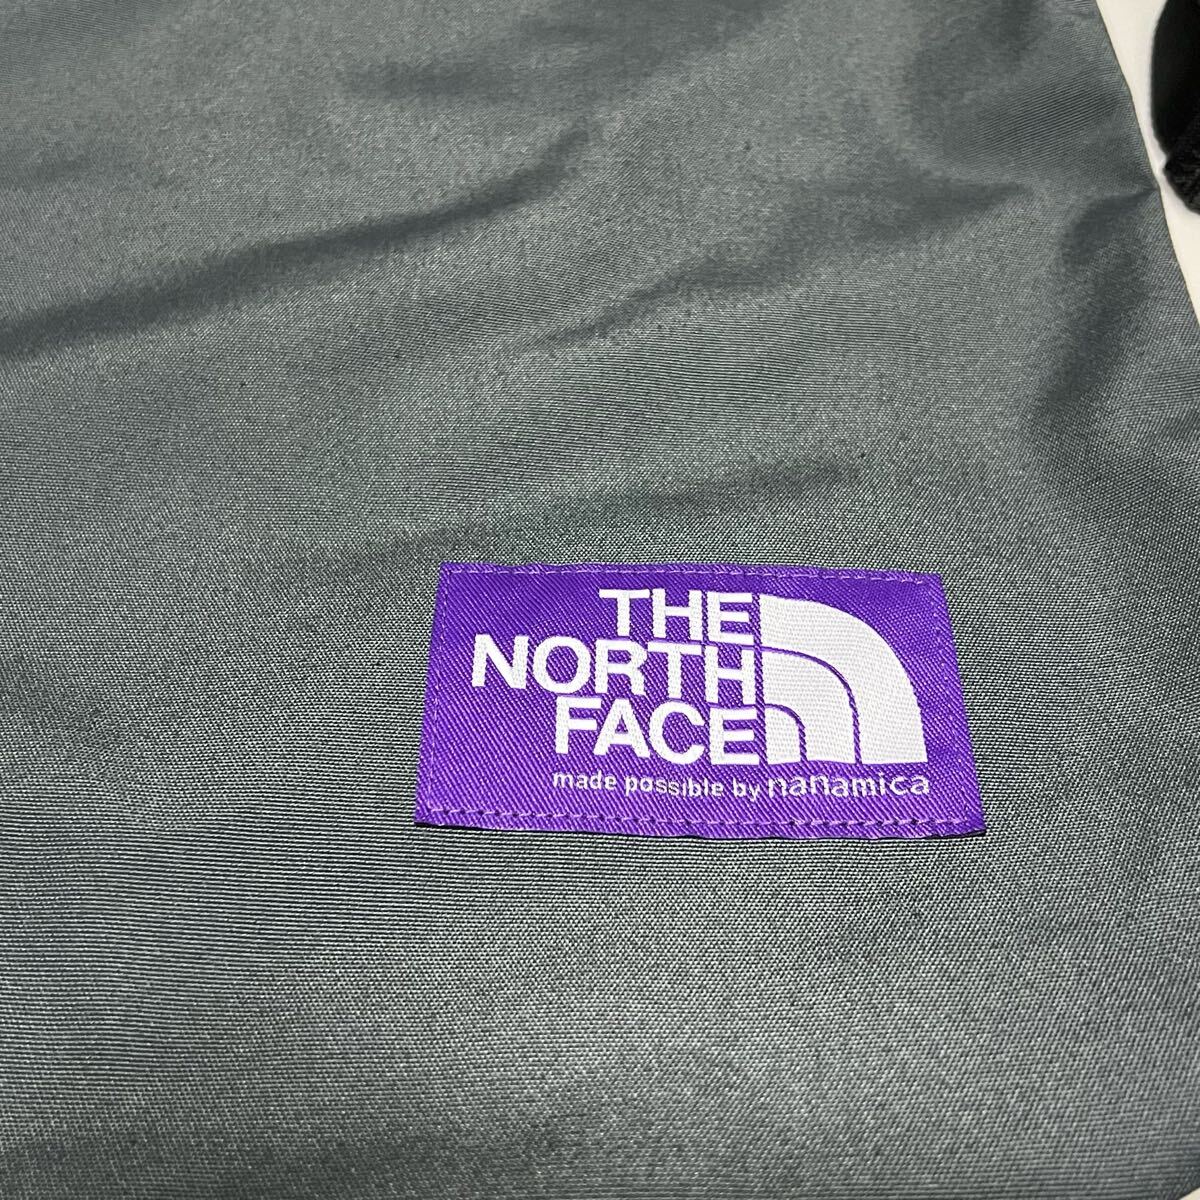 THE
NORTH
FACE
made possible by nanamica